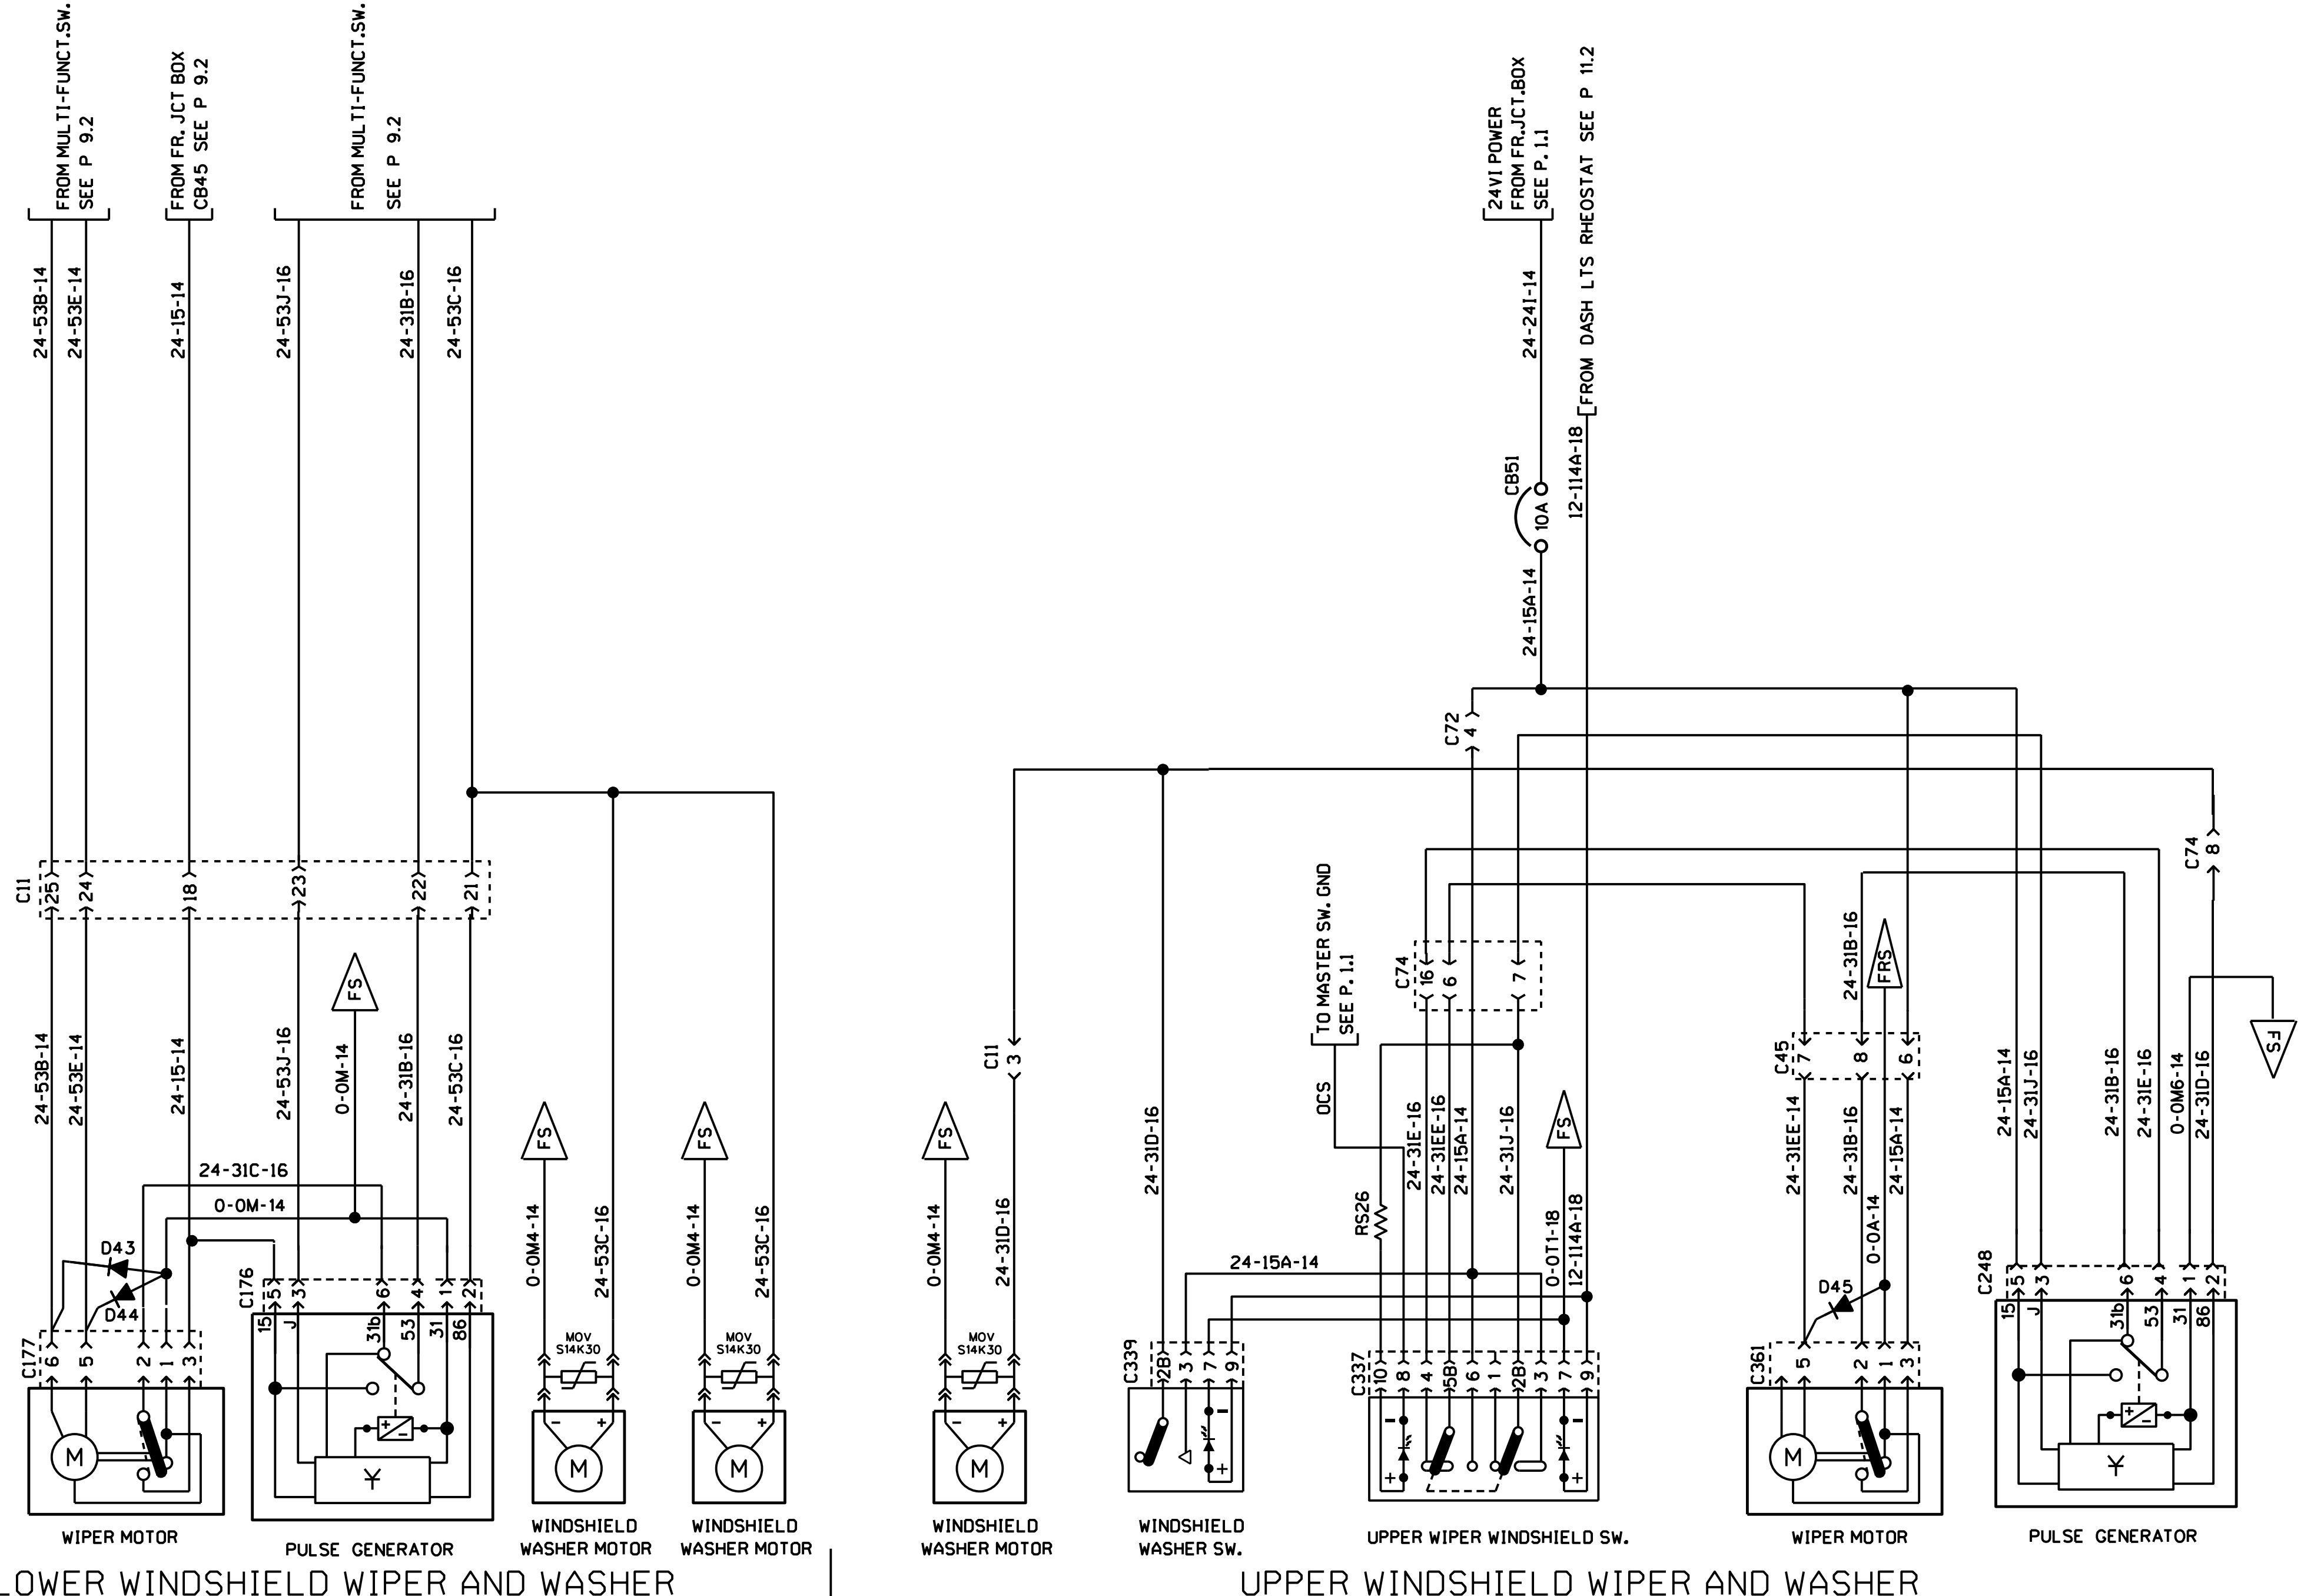 FROM MULTI-FUNCT.SW.
SEE P 9.2
FROM FR. JCT BOX
CB45 SEE P 9.2
FROM MULTI-FUNCT.SW.
SEE P 9.2
24VI POWER
FROM FR.JCT.BOX
SEE P. 1.1
FROM DASH LTS RHEOSTAT SEE P 11.2
24-53B-14
24-53E-14
24-15-14
24-53J-16
24-31B-16
24-53C-16
24-24I-14
12-114A-18
CB51
10A
24-15A-14
C72
4
C11
25
24
18
23
22
21
C74
8
TO MASTER SW. GND
SEE P. 1.1
C74
16
6
7
24-31B-16
FRS
FS
FS
C11
3
C45
7
8
6
24-53B-14
24-53E-14
24-15-14
24-53J-16
0-0M-14
24-31B-16
24-53C-16
FS
FS
FS
OCS
24-31D-16
24-31E-16
24-31EE-16
24-15A-14
24-31J-16
FS
24-31EE-14
24-31B-16
0-0A-14
24-15A-14
24-15A-14
24-31J-16
24-31B-16
24-31E-16
0-0M6-14
24-31D-16
24-31C-16
0-0M-14
D43
D44
0-0M4-14
24-53C-16
0-0M4-14
24-53C-16
0-0M4-14
24-31D-16
RS26
24-15A-14
0-0T1-18
12-114A-18
D45
C177
6
5
2
1
3
C176
5
3
6
4
1
2
15
J
31b
53
31
86
MOV
S14K30
MOV
S14K30
MOV
S14K30
C339
2B
3
7
9
C337
10
8
4
5B
6
1
2B
3
7
9
C361
5
2
1
3
C248
5
3
6
4
1
2
15
J
31b
53
31
86
M
+
-
- +
M
- +
M
- +
M
-
+
-
+
-
+
M
+
-
WIPER MOTOR
PULSE GENERATOR
WINDSHIELD
WASHER MOTOR
WINDSHIELD
WASHER MOTOR
WINDSHIELD
WASHER MOTOR
WINDSHIELD
WASHER SW.
UPPER WIPER WINDSHIELD SW.
WIPER MOTOR
PULSE GENERATOR
LOWER WINDSHIELD WIPER AND WASHER
UPPER WINDSHIELD WIPER AND WASHER